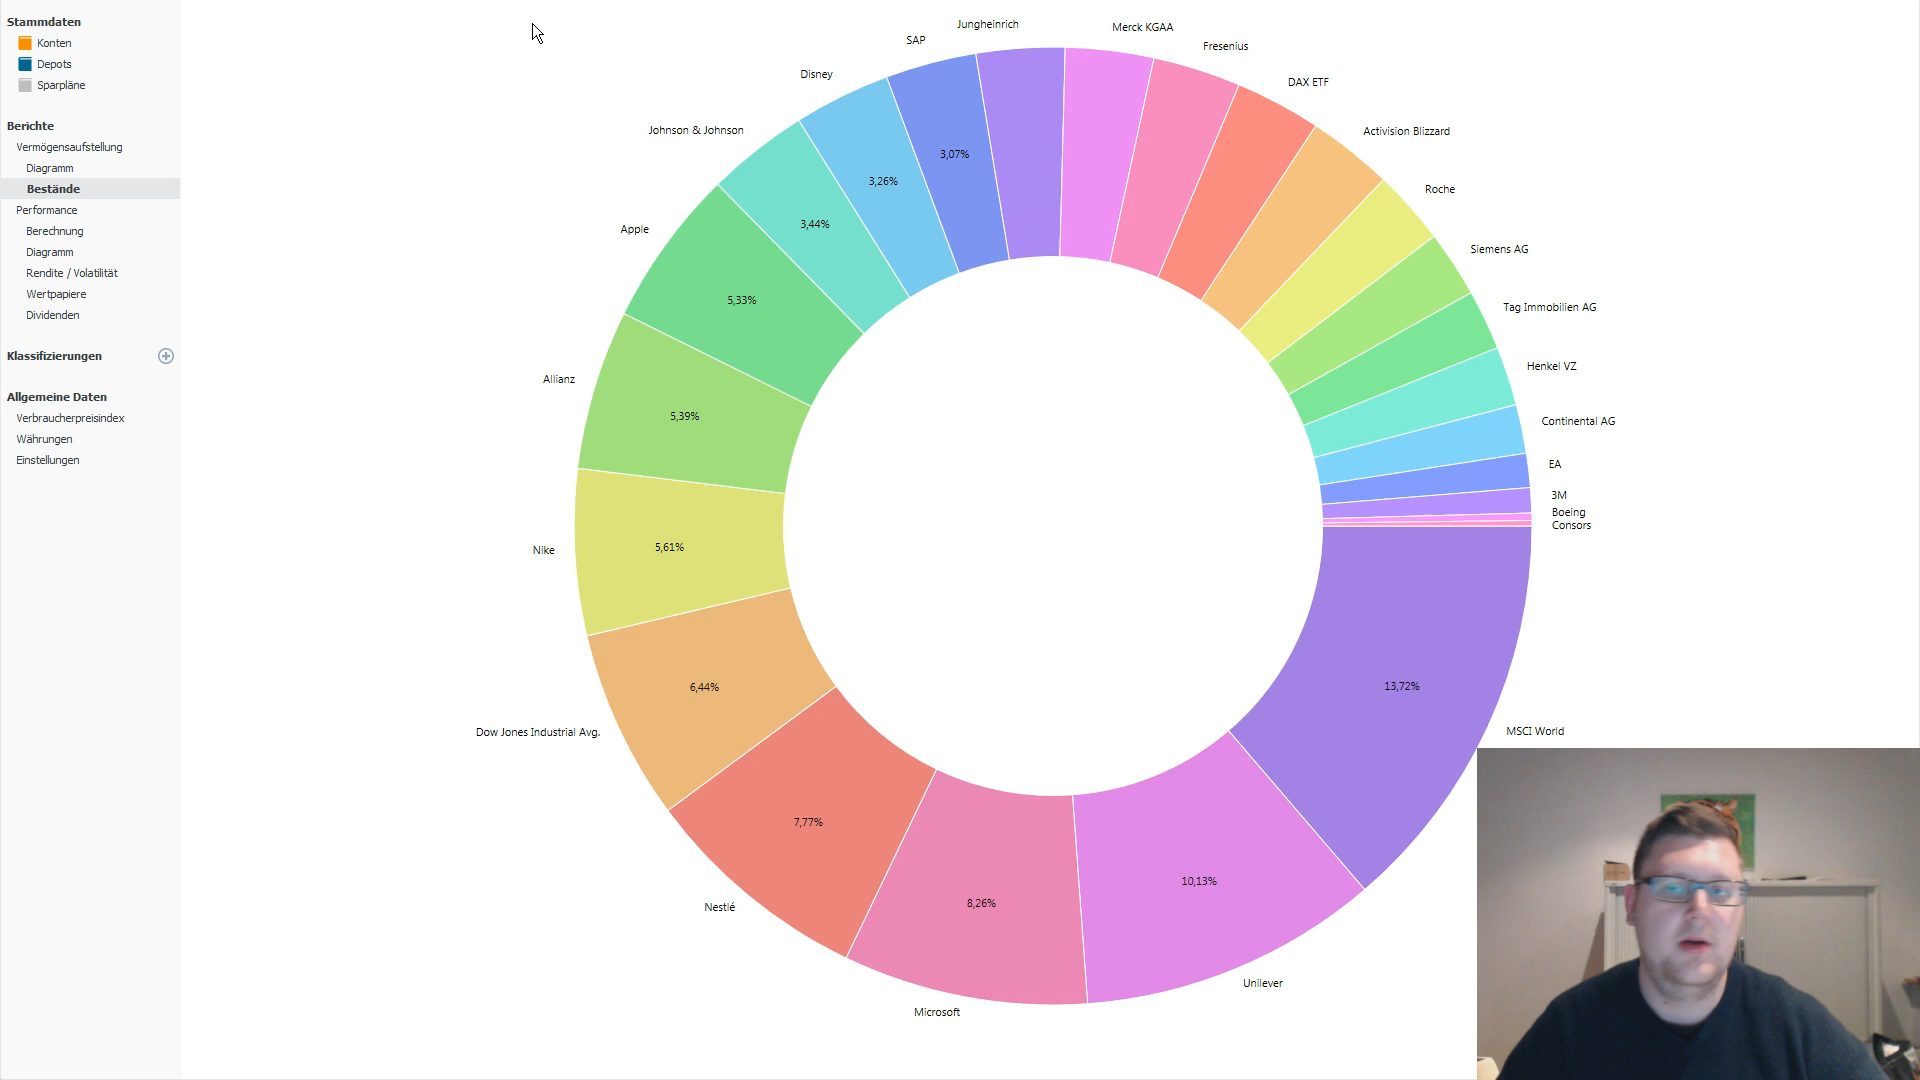 Stammdaten
Konten
Depots
Sparpläne
Berichte
Vermögensaufstellung
Diagramm
Bestände
Performance
Berechnung
Diagramm
Rendite / Volatilität
Wertpapiere
Dividenden
Klassifizierungen
Allgemeine Daten
Verbraucherpreisindex
Währungen
Einstellungen
Jungheinrich
Merck KGAA
SAP
Fresenius
Disney
DAX ETF
Johnson & Johnson
Activision Blizzard
3,07%
3,26%
Roche
3,44%
Apple
Siemens AG
5,33%
Tag Immobilien AG
Henkel VZ
Allianz
5,39%
Continental AG
EA
3M
Boeing
Consors
Nike
5,61%
6,44%
13,72%
Dow Jones Industrial Avg.
MSCI World
7,77%
10,13%
Nestlé
8,26%
Unilever
Microsoft